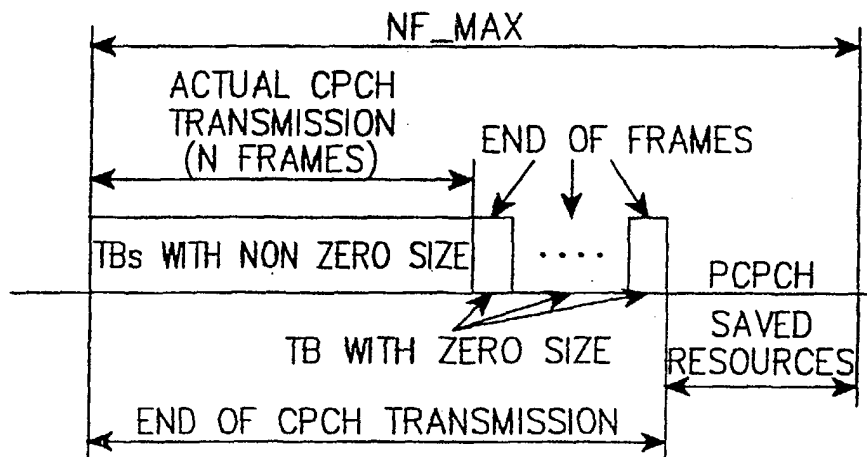 NF_MAX
ACTUAL CPCH
TRANSMISSION
(N FRAMES)
END OF FRAMES
TBs WITH NON ZERO SIZE
....
PCPCH
TB WITH ZERO SIZE
SAVED
RESOURCES
END OF CPCH TRANSMISSION